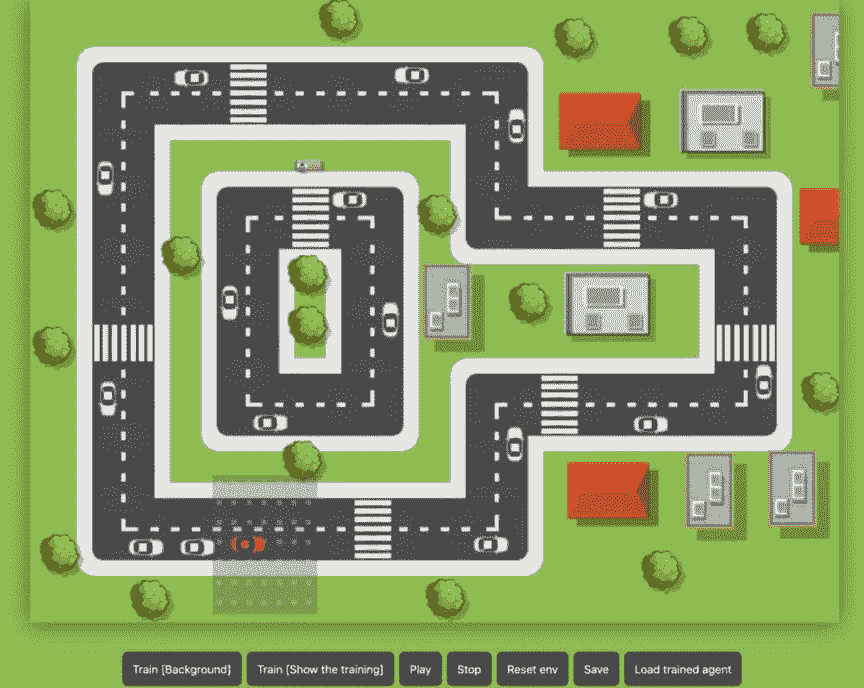 Train [Background]
Train [Show the training]
Play
Stop
Reset env
Save
Load trained agent